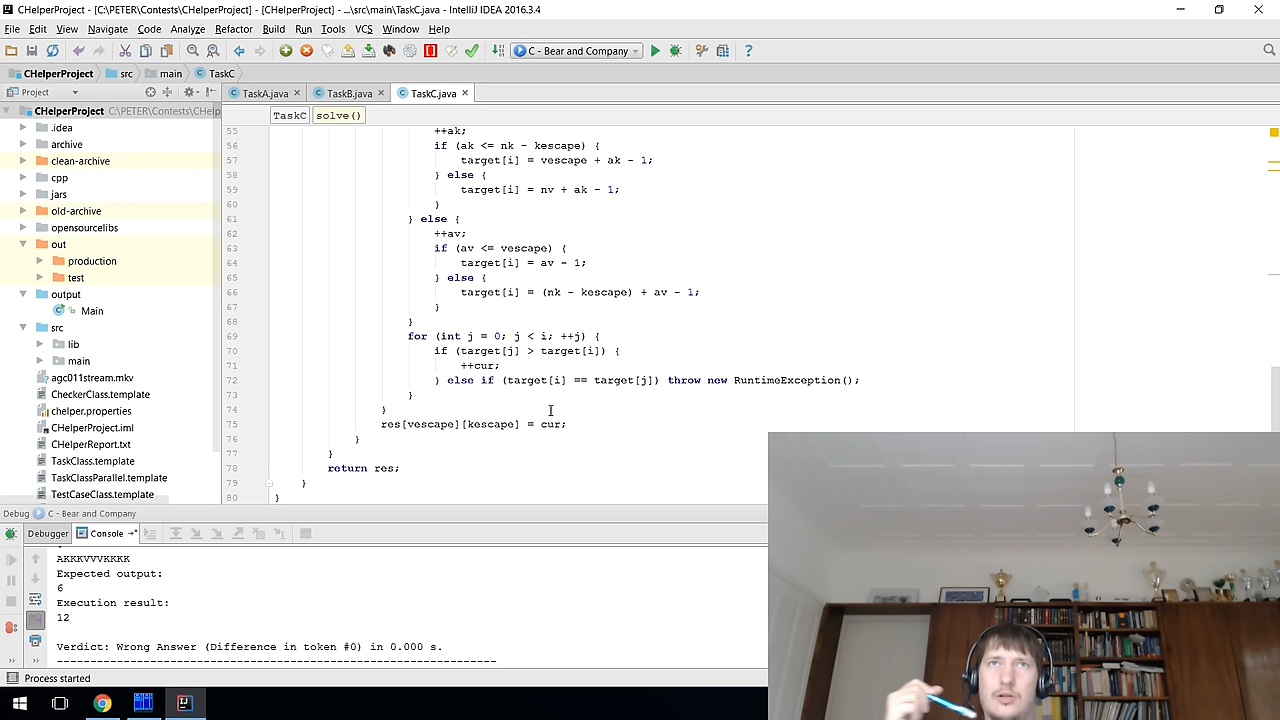 CHelperProject - [C:\PETER\Contests\CHelperProject] - [CHelperProject] - ...\src\main\TaskC.java - IntelliJ IDEA 2016.3.4
File Edit View Navigate Code Analyze Refactor Build Run Tools VCS Window Help
C - Bear and Company
CHelperProject src main TaskC
Project TaskA.java TaskB.java TaskC.java
CHelperProject C:\PETER\Contests\CHelp
TaskC solve()
.idea
archive
clean-archive
cpp
jars
old-archive
opensourcelibs
out
production
test
output
Main
src
lib
main
agc011stream.mkv
CheckerClass.template
chelper.properties
CHelperProject.iml
CHelperReport.txt
TaskClass.template
TaskClassParallel.template
TestCaseClass.template
55 ++ak;
56 if (ak <= nk - kescape) {
57 target[i] = vescape + ak - 1;
58 } else {
59 target[i] = nv + ak - 1;
60 }
61 } else {
62 ++av;
63 if (av <= vescape) {
64 target[i] = av - 1;
65 } else {
66 target[i] = (nk - kescape) + av - 1;
67 }
68 }
69 for (int j = 0; j < i; ++j) {
70 if (target[j] > target[i]) {
71 ++cur;
72 } else if (target[i] == target[j]) throw new RuntimeException();
73 }
74 }
75 res[vescape][kescape] = cur;
76 }
77 }
78 return res;
79 }
80 }
Debug C - Bear and Company
Debugger Console
AKKKVVVKKKK
Expected output:
6
Execution result:
12
Verdict: Wrong Answer (Difference in token #0) in 0.000 s.
------------------------------------------------------------------
Process started